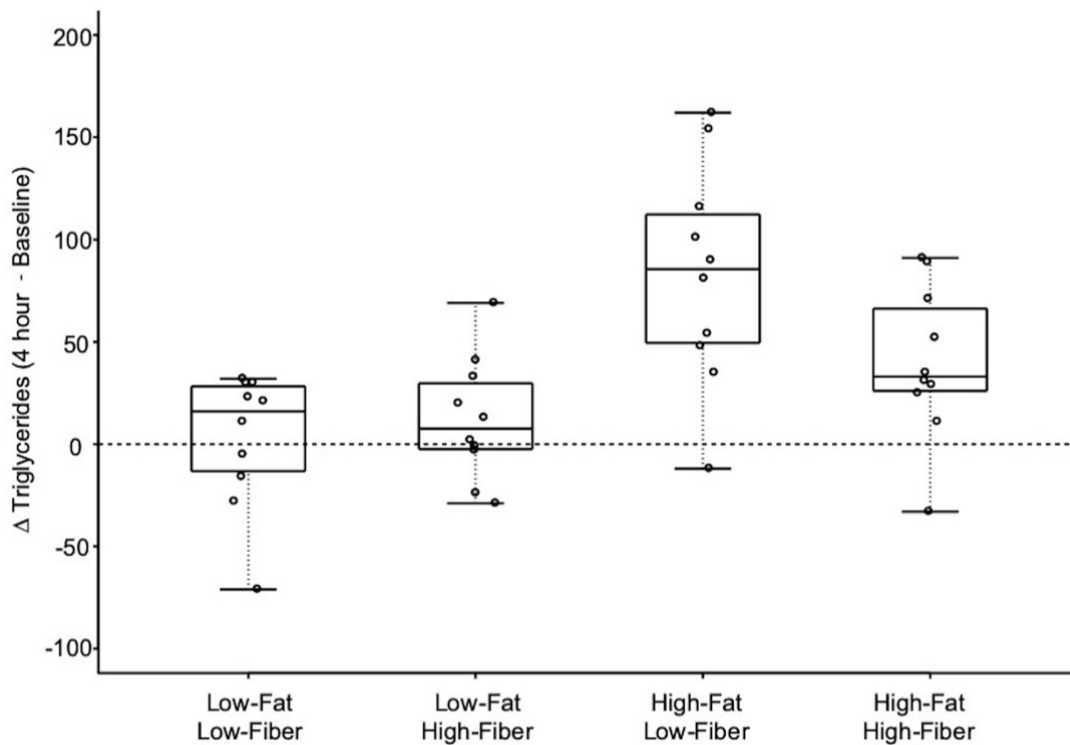 Δ Triglycerides (4 hour - Baseline)
200
150
100
50
0
-50
-100
Low-Fat
Low-Fiber
Low-Fat
High-Fiber
High-Fat
Low-Fiber
High-Fat
High-Fiber